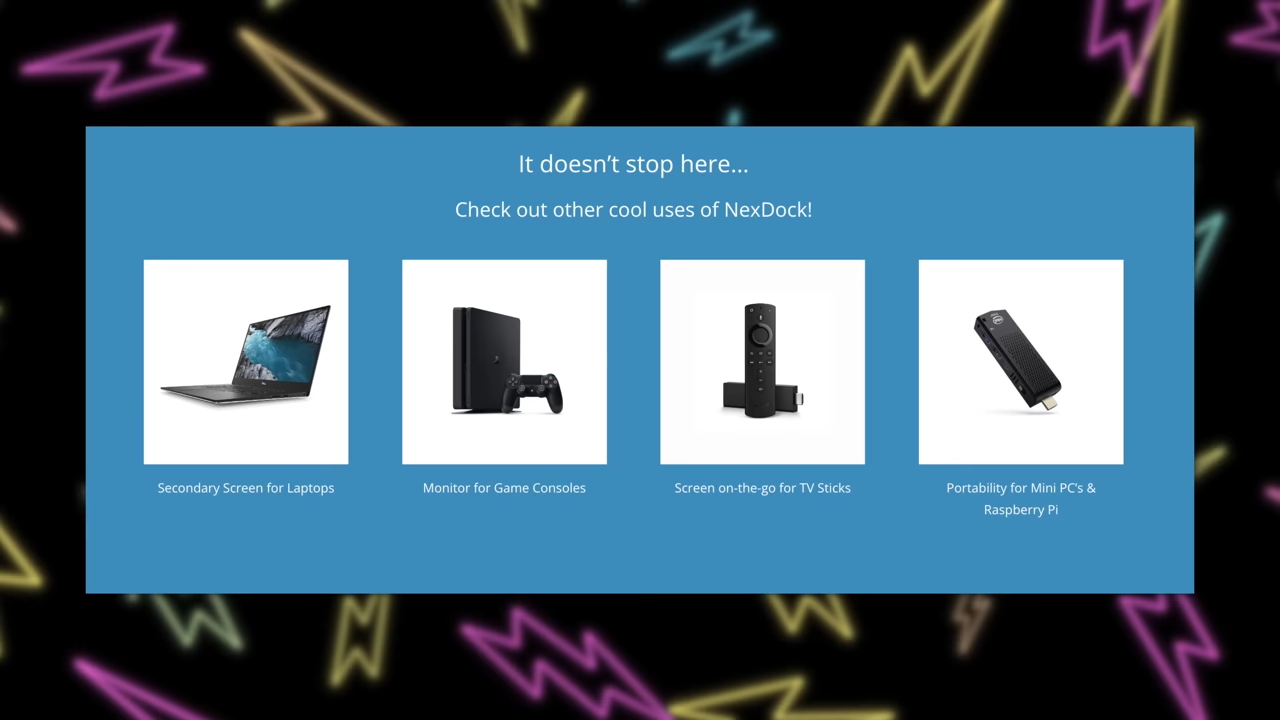 It doesn’t stop here...
Check out other cool uses of NexDock!
Secondary Screen for Laptops
Monitor for Game Consoles
Screen on-the-go for TV Sticks
Portability for Mini PC’s &
Raspberry Pi